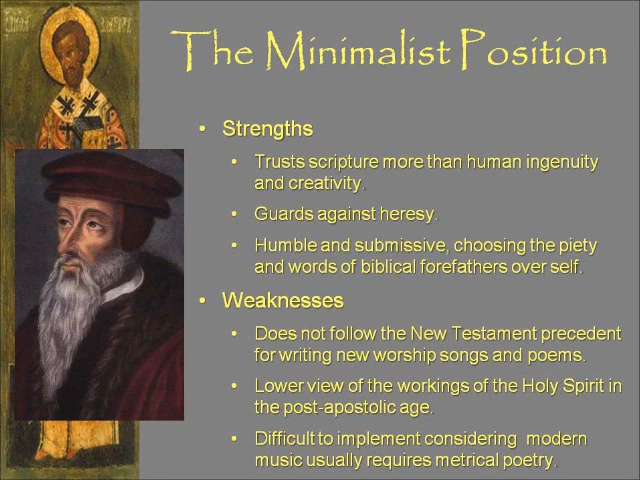 The Minimalist Position
• Strengths
• Trusts scripture more than human ingenuity
and creativity.
• Guards against heresy.
• Humble and submissive, choosing the piety
and words of biblical forefathers over self.
• Weaknesses
• Does not follow the New Testament precedent
for writing new worship songs and poems.
• Lower view of the workings of the Holy Spirit in
the post-apostolic age.
• Difficult to implement considering  modern
music usually requires metrical poetry.